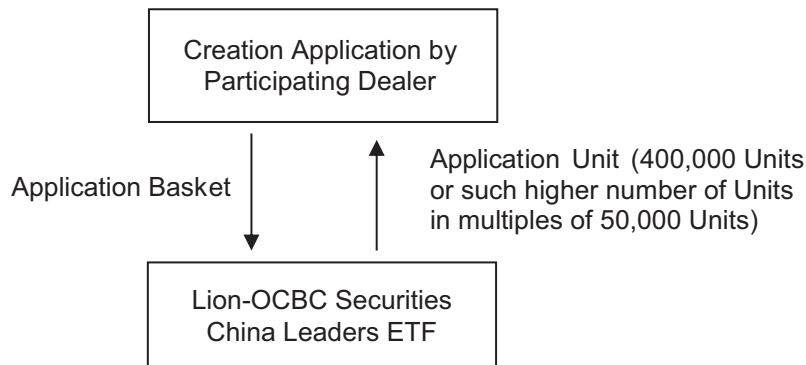 Creation Application by
Participating Dealer
Application Basket
Application Unit (400,000 Units
or such higher number of Units
in multiples of 50,000 Units)
Lion-OCBC Securities
China Leaders ETF